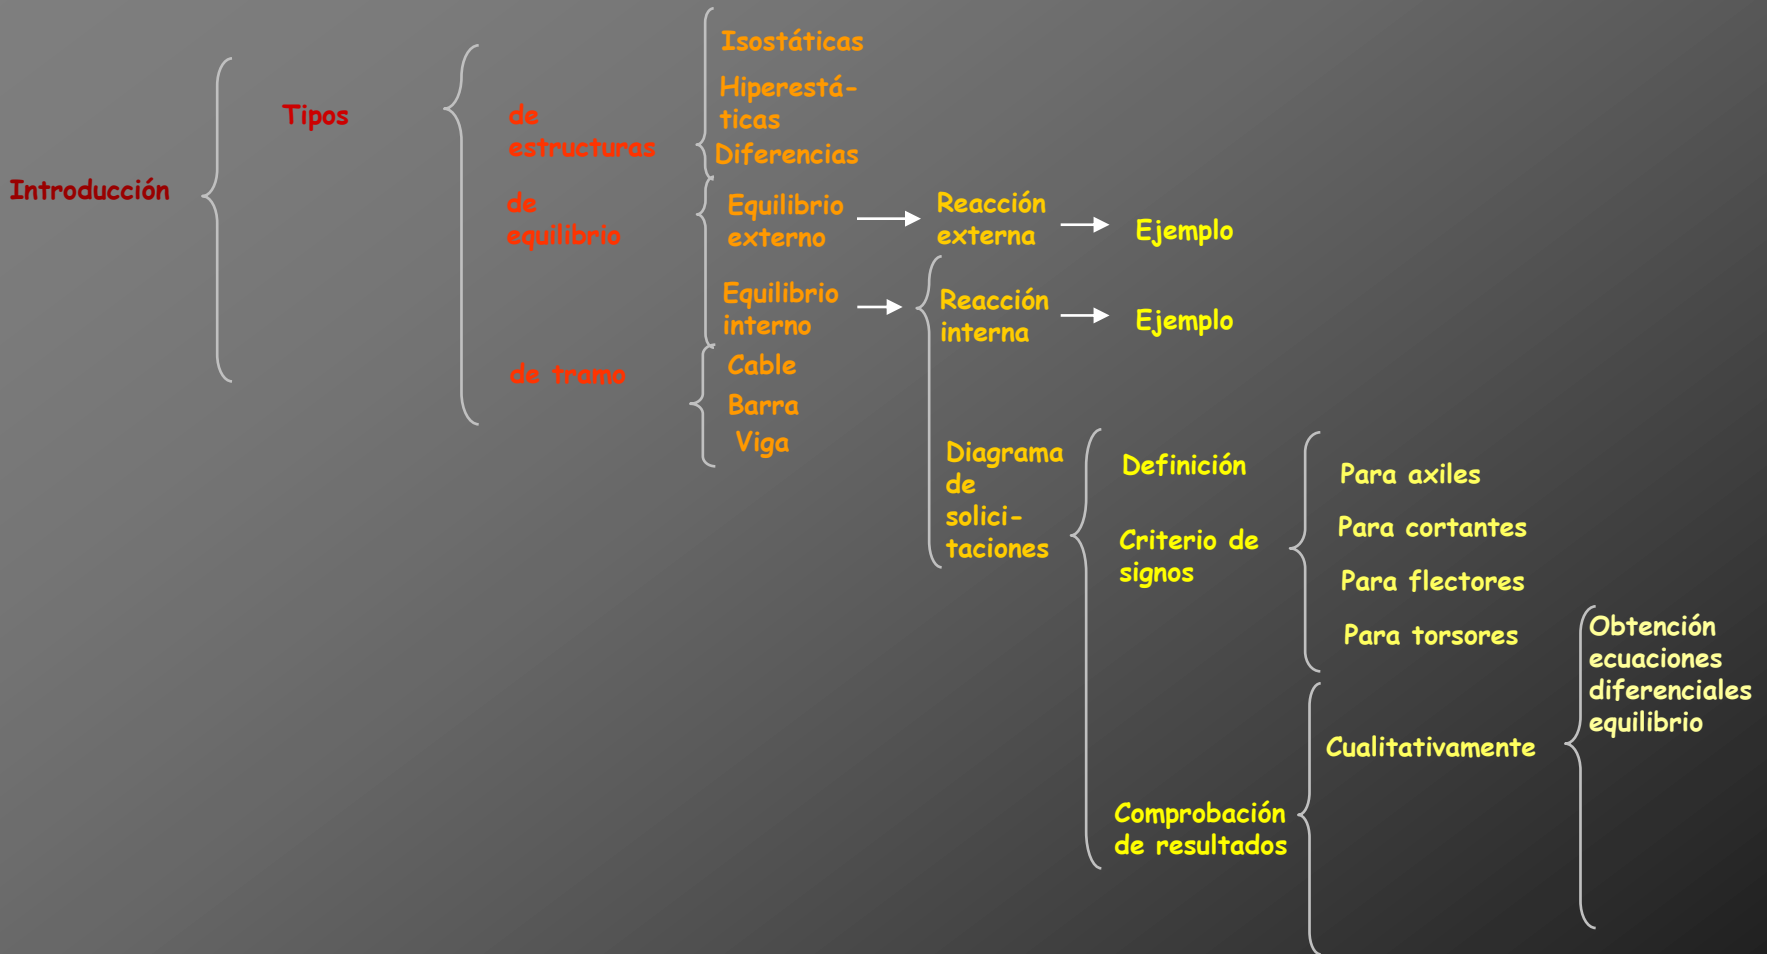 Introducción
Tipos
de
estructuras
de
equilibrio
de tramo
Isostáticas
Hiperestá-
ticas
Diferencias
Equilibrio
externo
Equilibrio
interno
Cable
Barra
Viga
Reacción
externa
Ejemplo
Reacción
interna
Ejemplo
Diagrama
de
solici-
taciones
Definición
Criterio de
signos
Comprobación
de resultados
Para axiles
Para cortantes
Para flectores
Para torsores
Cualitativamente
Obtención
ecuaciones
diferenciales
equilibrio